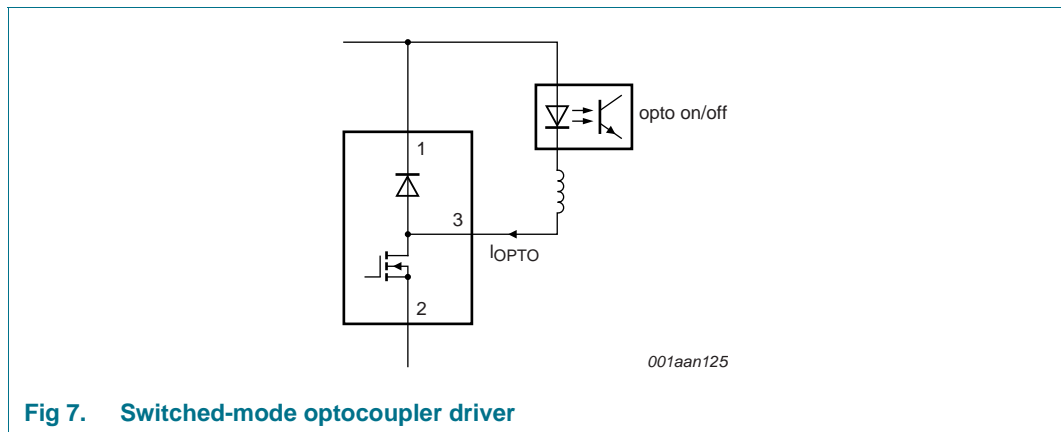 opto on/off
1
3
IOPTO
2
001aan125
Fig 7. Switched-mode optocoupler driver